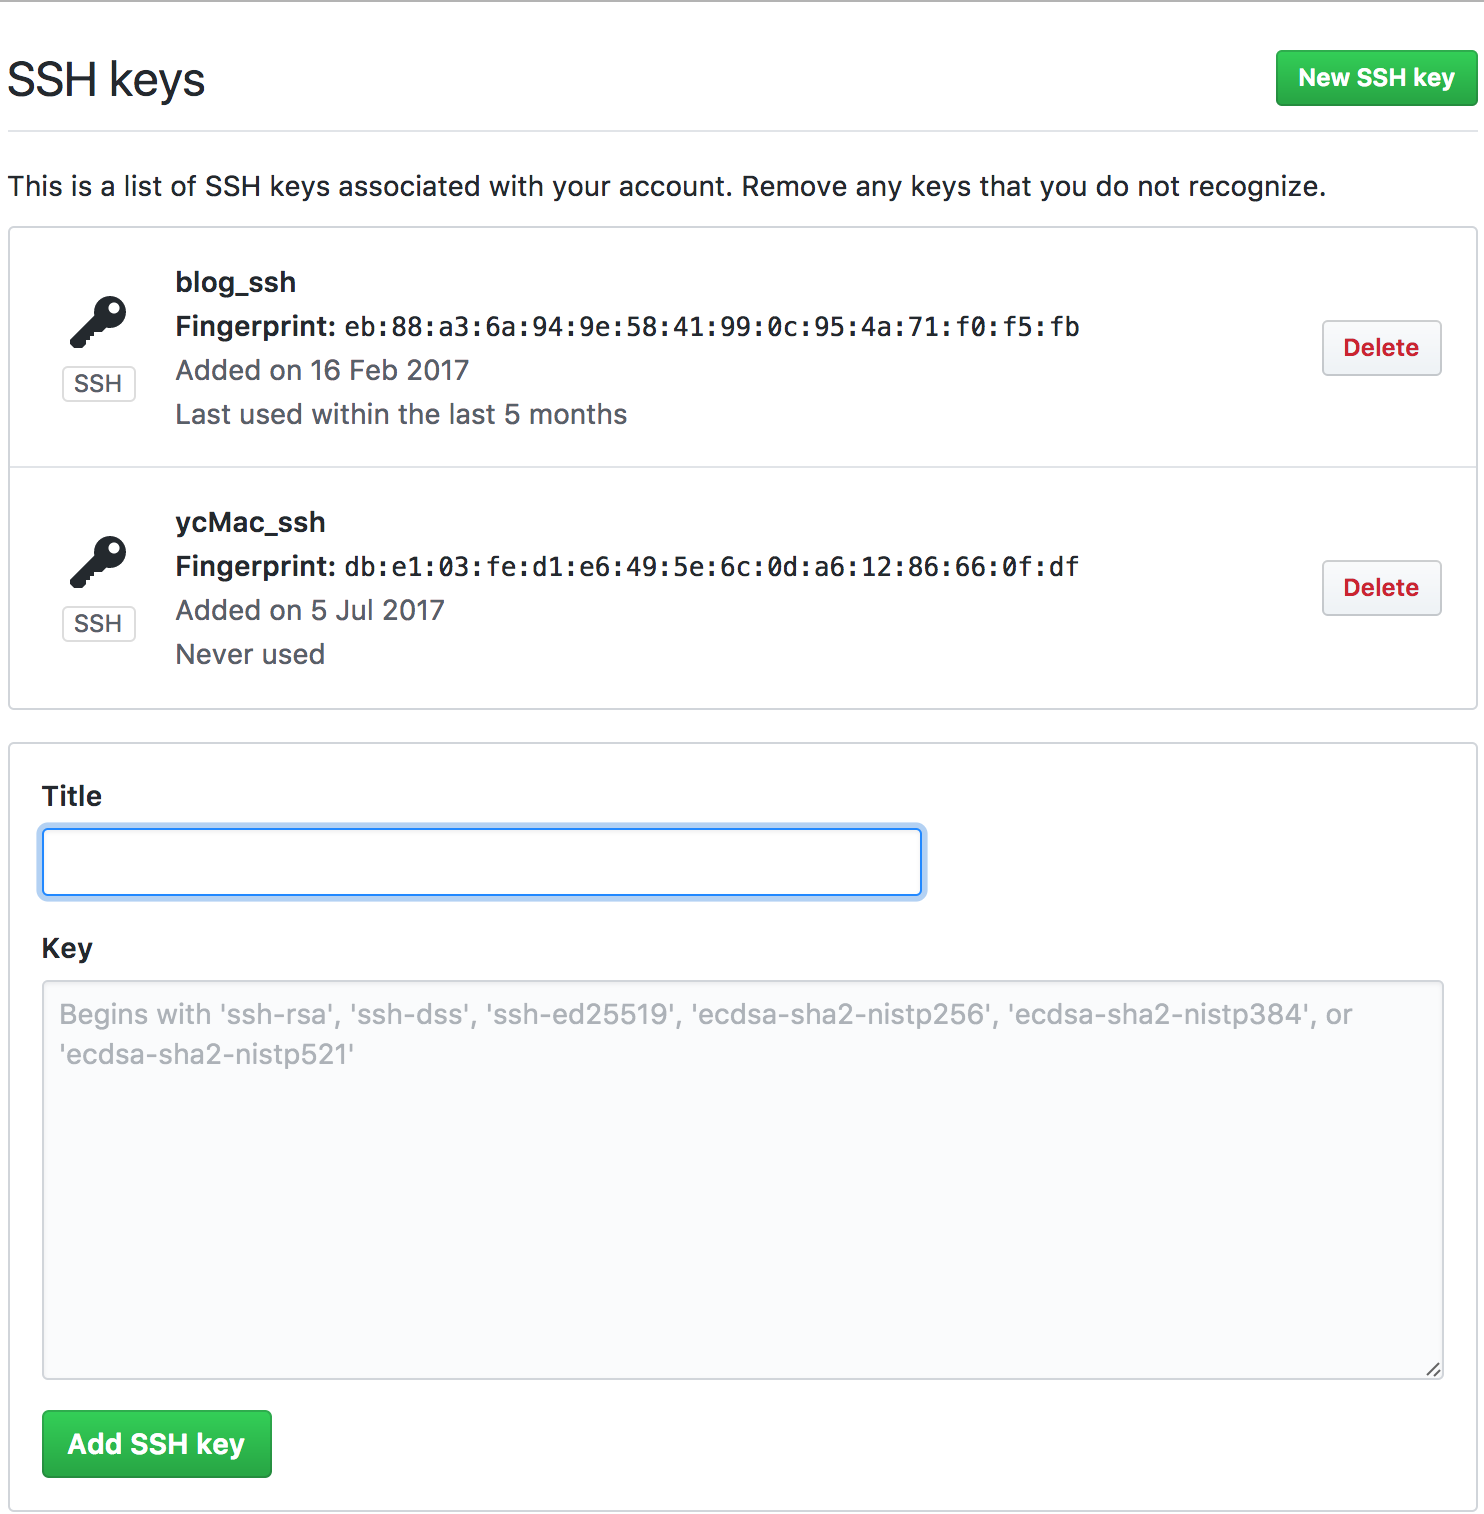 SSH keys
New SSH key
This is a list of SSH keys associated with your account. Remove any keys that you do not recognize.
blog_ssh
Fingerprint: eb:88:a3:6a:94:9e:58:41:99:0c:95:4a:71:f0:f5:fb
Added on 16 Feb 2017
Last used within the last 5 months
SSH
Delete
ycMac_ssh
Fingerprint: db:e1:03:fe:d1:e6:49:5e:6c:0d:a6:12:86:66:0f:df
Added on 5 Jul 2017
Never used
SSH
Delete
Title
Key
Begins with 'ssh-rsa', 'ssh-dss', 'ssh-ed25519', 'ecdsa-sha2-nistp256', 'ecdsa-sha2-nistp384', or
'ecdsa-sha2-nistp521'
Add SSH key